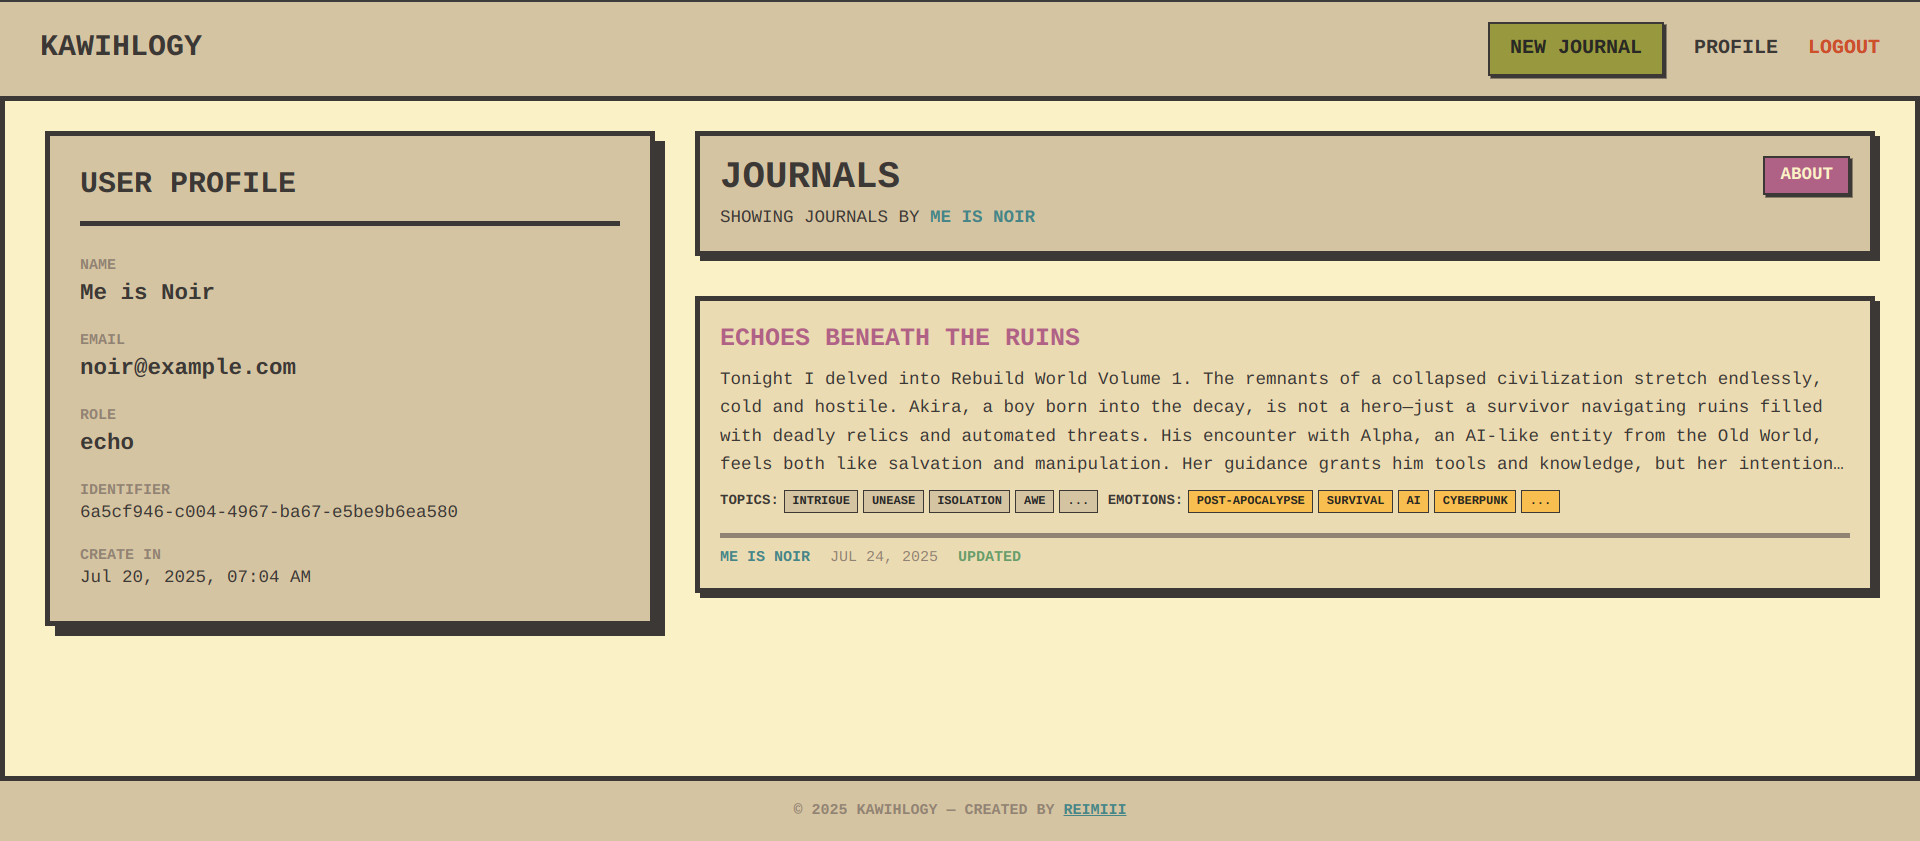 KAWIHLOGY
NEW JOURNAL PROFILE LOGOUT
USER PROFILE
NAME
Me is Noir
EMAIL
noir@example.com
ROLE
echo
IDENTIFIER
6a5cf946-c004-4967-ba67-e5be9b6ea580
CREATE IN
Jul 20, 2025, 07:04 AM
JOURNALS
ABOUT
SHOWING JOURNALS BY ME IS NOIR
ECHOES BENEATH THE RUINS
Tonight I delved into Rebuild World Volume 1. The remnants of a collapsed civilization stretch endlessly,
cold and hostile. Akira, a boy born into the decay, is not a hero—just a survivor navigating ruins filled
with deadly relics and automated threats. His encounter with Alpha, an AI-like entity from the Old World,
feels both like salvation and manipulation. Her guidance grants him tools and knowledge, but her intention…
TOPICS: INTRIGUE UNEASE ISOLATION AWE ... EMOTIONS: POST-APOCALYPSE SURVIVAL AI CYBERPUNK ...
ME IS NOIR JUL 24, 2025 UPDATED
© 2025 KAWIHLOGY — CREATED BY REIMIII